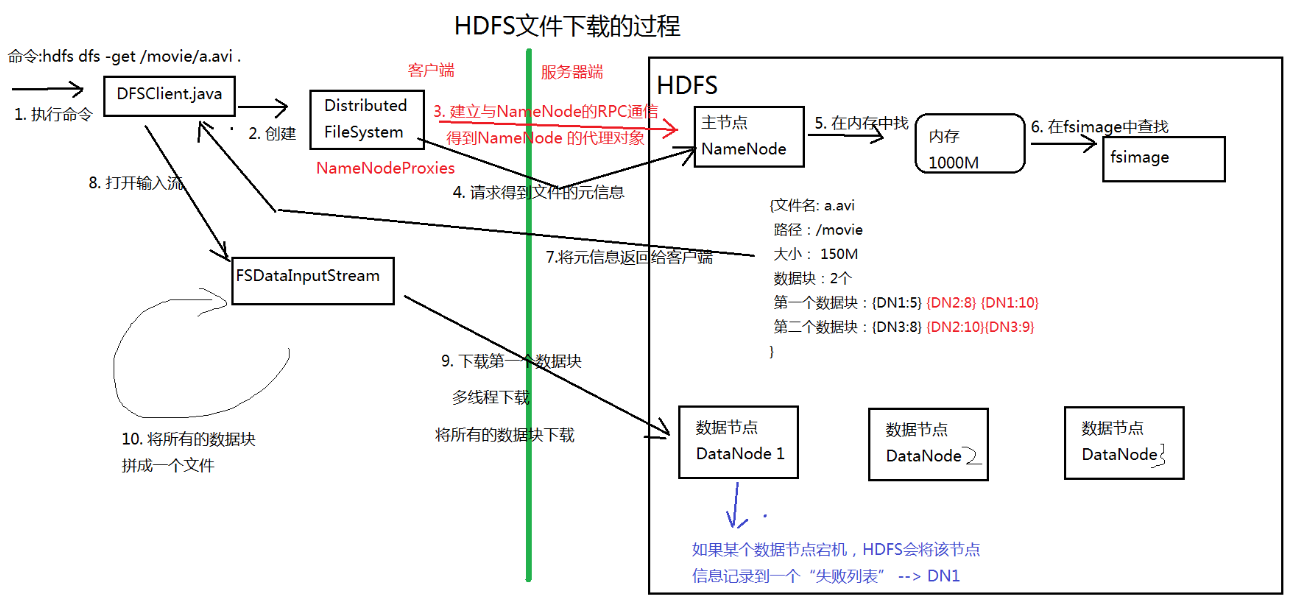 HDFS文件下载的过程
命令:hdfs dfs -get /movie/a.avi .
1. 执行命令
DFSClient.java
2. 创建
Distributed
FileSystem
NameNodeProxies
客户端
服务器端
3. 建立与NameNode的RPC通信
得到NameNode 的代理对象
4. 请求得到文件的元信息
HDFS
主节点
NameNode
5. 在内存中找
内存
1000M
6. 在fsimage中查找
fsimage
{文件名: a.avi
路径：/movie
大小： 150M
数据块：2个
第一个数据块：{DN1:5} {DN2:8} {DN1:10}
第二个数据块：{DN3:8} {DN2:10}{DN3:9}
}
7.将元信息返回给客户端
8. 打开输入流
FSDataInputStream
9. 下载第一个数据块
多线程下载
将所有的数据块下载
10. 将所有的数据块
拼成一个文件
数据节点
DataNode 1
数据节点
DataNode 2
数据节点
DataNode 3
如果某个数据节点宕机，HDFS会将该节点
信息记录到一个“失败列表” --> DN1